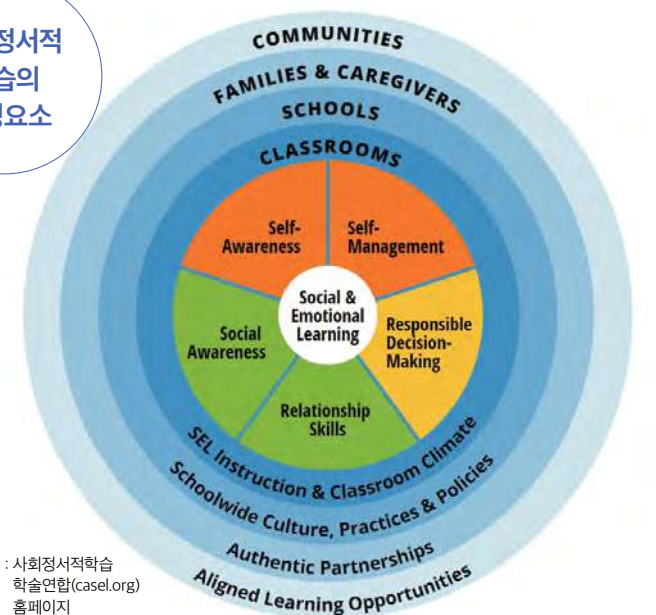 정서적
습의
요소
COMMUNITIES
FAMILIES & CAREGIVERS
SCHOOLS
CLASSROOMS
Self-
Awareness
Self-
Management
Social &
Emotional
Learning
Social
Awareness
Responsible
Decision-
Making
Relationship
Skills
SEL Instruction & Classroom Climate
Schoolwide Culture, Practices & Policies
Authentic Partnerships
Aligned Learning Opportunities
: 사회정서적학습
학술연합(casel.org)
홈페이지